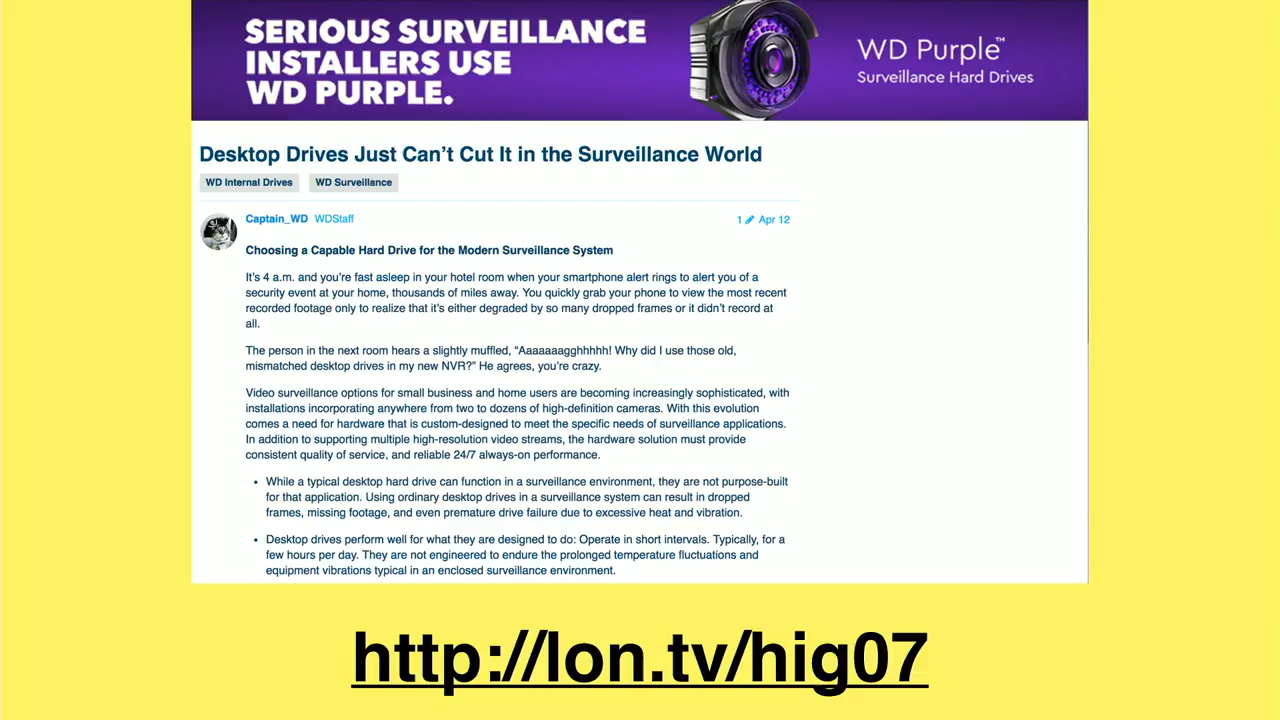 SERIOUS SURVEILLANCE
INSTALLERS USE
WD PURPLE.
WD Purple™
Surveillance Hard Drives
Desktop Drives Just Can’t Cut It in the Surveillance World
WD Internal Drives WD Surveillance
Captain_WD WDStaff 1 Apr 12
Choosing a Capable Hard Drive for the Modern Surveillance System
It’s 4 a.m. and you’re fast asleep in your hotel room when your smartphone alert rings to alert you of a
security event at your home, thousands of miles away. You quickly grab your phone to view the most recent
recorded footage only to realize that it’s either degraded by so many dropped frames or it didn’t record at
all.
The person in the next room hears a slightly muffled, “Aaaaaaagghhhhh! Why did I use those old,
mismatched desktop drives in my new NVR?” He agrees, you’re crazy.
Video surveillance options for small business and home users are becoming increasingly sophisticated, with
installations incorporating anywhere from two to dozens of high-definition cameras. With this evolution
comes a need for hardware that is custom-designed to meet the specific needs of surveillance applications.
In addition to supporting multiple high-resolution video streams, the hardware solution must provide
consistent quality of service, and reliable 24/7 always-on performance.
• While a typical desktop hard drive can function in a surveillance environment, they are not purpose-built
for that application. Using ordinary desktop drives in a surveillance system can result in dropped
frames, missing footage, and even premature drive failure due to excessive heat and vibration.
• Desktop drives perform well for what they are designed to do: Operate in short intervals. Typically, for a
few hours per day. They are not engineered to endure the prolonged temperature fluctuations and
equipment vibrations typical in an enclosed surveillance environment.
http://lon.tv/hig07